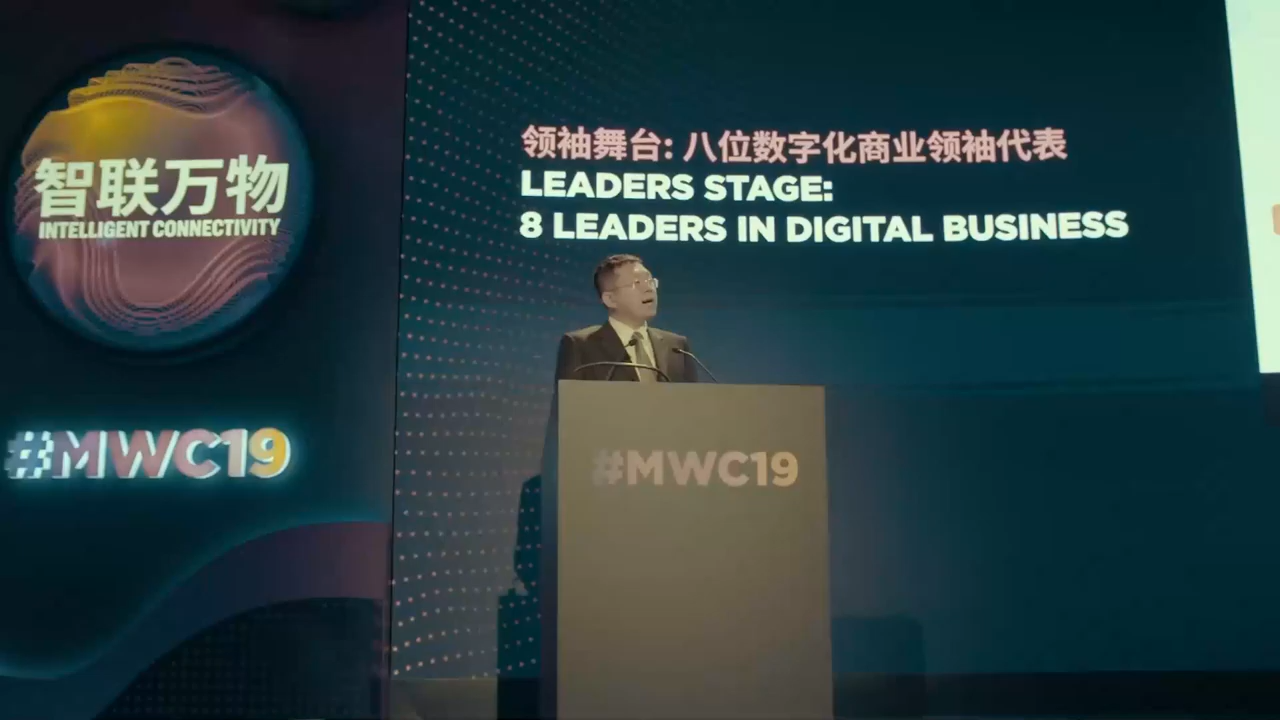 智联万物
INTELLIGENT CONNECTIVITY
#MWC19
领袖舞台: 八位数字化商业领袖代表
LEADERS STAGE:
8 LEADERS IN DIGITAL BUSINESS
#MWC19